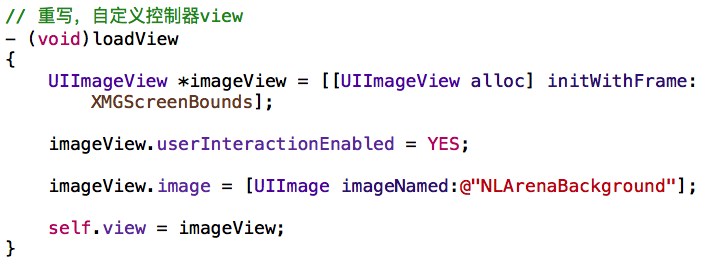 // 重写，自定义控制器view
- (void)loadView
{
    UIImageView *imageView = [[UIImageView alloc] initWithFrame:
        XMGScreenBounds];
    imageView.userInteractionEnabled = YES;
    imageView.image = [UIImage imageNamed:@"NLArenaBackground"];
    self.view = imageView;
}